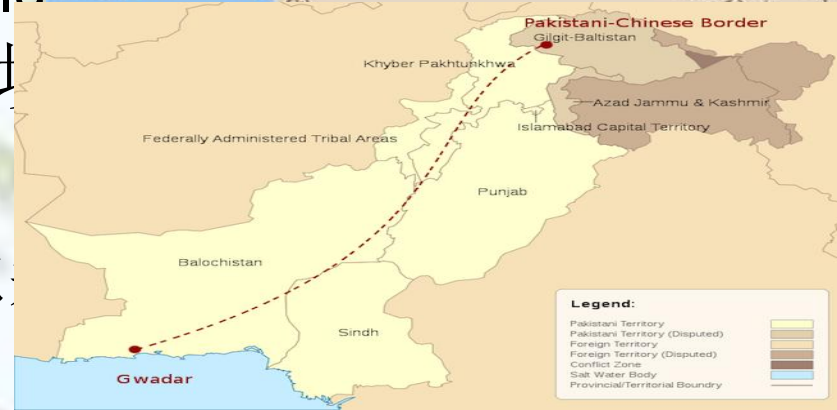 Pakistani-Chinese Border
Gilgit-Baltistan
Khyber Pakhtunkhwa
Azad Jammu & Kashmir
Islamabad Capital Territory
Federally Administered Tribal Areas
Punjab
Balochistan
Sindh
Gwadar
Legend:
Pakistani Territory
Pakistani Territory (Disputed)
Foreign Territory
Foreign Territory (Disputed)
Conflict Zone
Salt Water Body
Provincial/Territorial Boundry